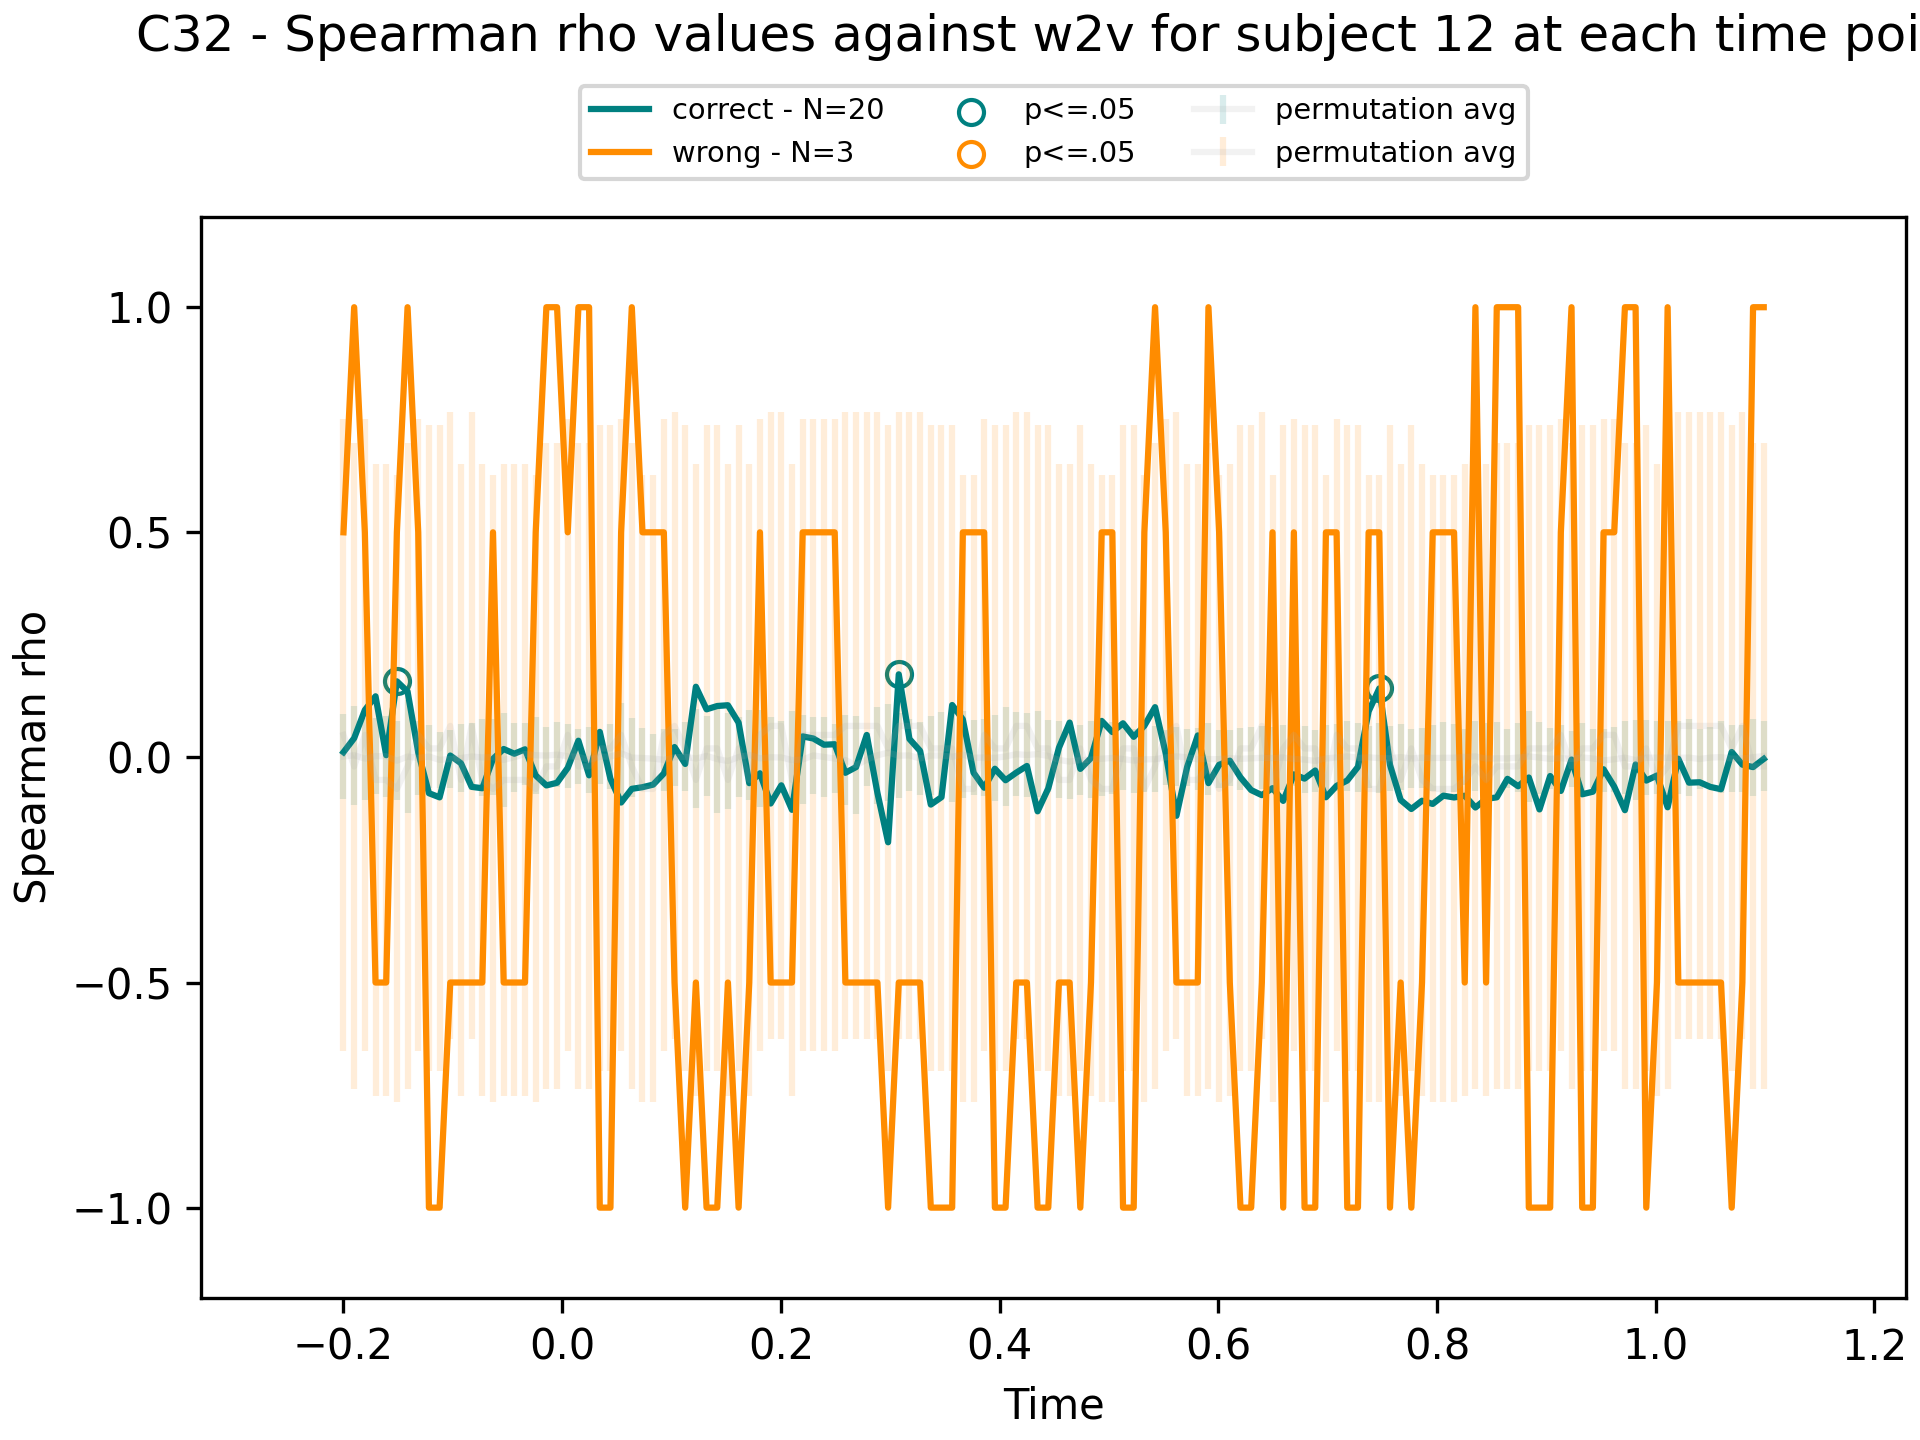 C32 - Spearman rho values against w2v for subject 12 at each time poi
correct - N=20
wrong - N=3
p<=.05
p<=.05
permutation avg
permutation avg
Spearman rho
1.0
0.5
0.0
−0.5
−1.0
−0.2
0.0
0.2
0.4
0.6
0.8
1.0
1.2
Time